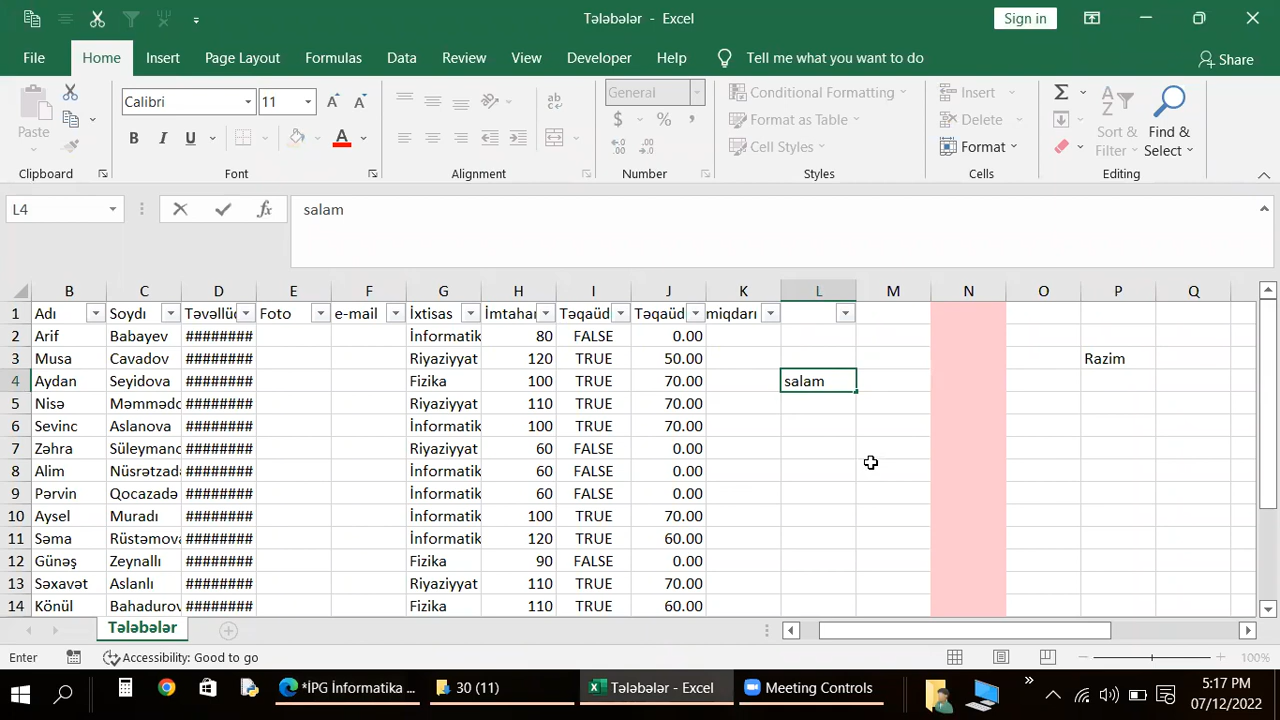 Tələbələr - Excel
Sign in
File Home Insert Page Layout Formulas Data Review View Developer Help Tell me what you want to do Share
Paste
Clipboard
Calibri 11
B I U A
Font
ab
Alignment
General
$ % ,
Number
Conditional Formatting
Format as Table
Cell Styles
Styles
Insert
Delete
Format
Cells
Sort & Filter
Find & Select
Editing
L4 fx salam
B C D E F G H I J K L M N O P Q
1 Adı Soydı Təvəllüd Foto e-mail İxtisas İmtahan Təqaüd Təqaüd miqdarı
2 Arif Babayev ######## İnformatik 80 FALSE 0.00
3 Musa Cavadov ######## Riyaziyyat 120 TRUE 50.00 Razim
4 Aydan Seyidova ######## Fizika 100 TRUE 70.00 salam
5 Nisə Məmmədo ######## Riyaziyyat 110 TRUE 70.00
6 Sevinc Aslanova ######## İnformatik 100 TRUE 70.00
7 Zəhra Süleymano ######## Riyaziyyat 60 FALSE 0.00
8 Alim Nüsrətzadə ######## İnformatik 60 FALSE 0.00
9 Pərvin Qocazadə ######## İnformatik 60 FALSE 0.00
10 Aysel Muradı ######## İnformatik 100 TRUE 70.00
11 Səma Rüstəmova ######## İnformatik 120 TRUE 60.00
12 Günəş Zeynallı ######## Fizika 90 FALSE 0.00
13 Səxavət Aslanlı ######## Riyaziyyat 110 TRUE 70.00
14 Könül Bahadurov ######## Fizika 110 TRUE 60.00
Tələbələr
Enter Accessibility: Good to go 100%
*İPG İnformatika ... 30 (11) Tələbələr - Excel Meeting Controls
5:17 PM
07/12/2022